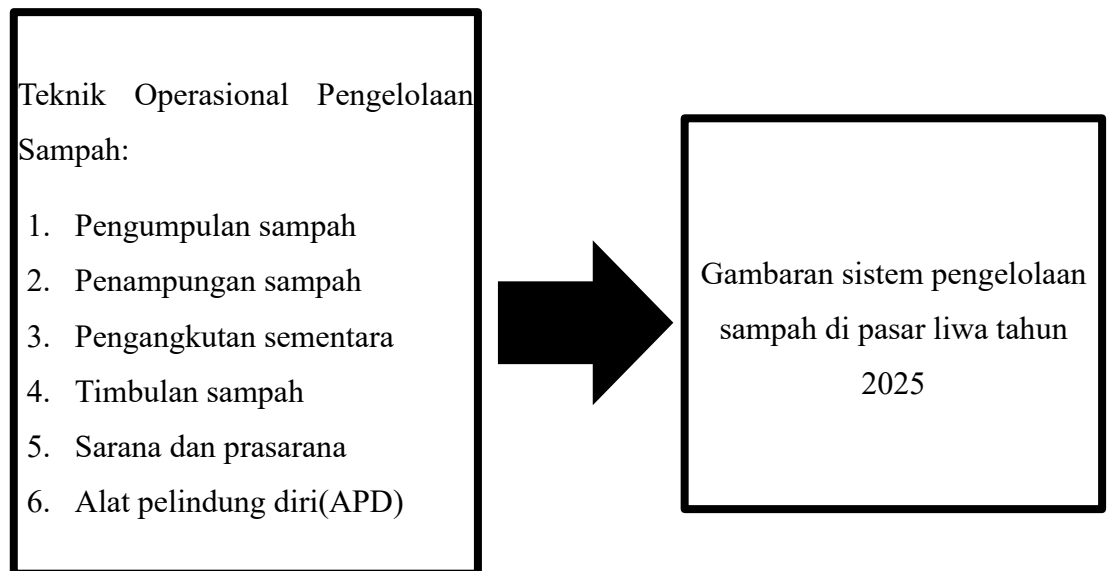 Teknik Operasional Pengelolaan
Sampah:
1. Pengumpulan sampah
2. Penampungan sampah
3. Pengangkutan sementara
4. Timbulan sampah
5. Sarana dan prasarana
6. Alat pelindung diri(APD)
Gambaran sistem pengelolaan
sampah di pasar liwa tahun
2025